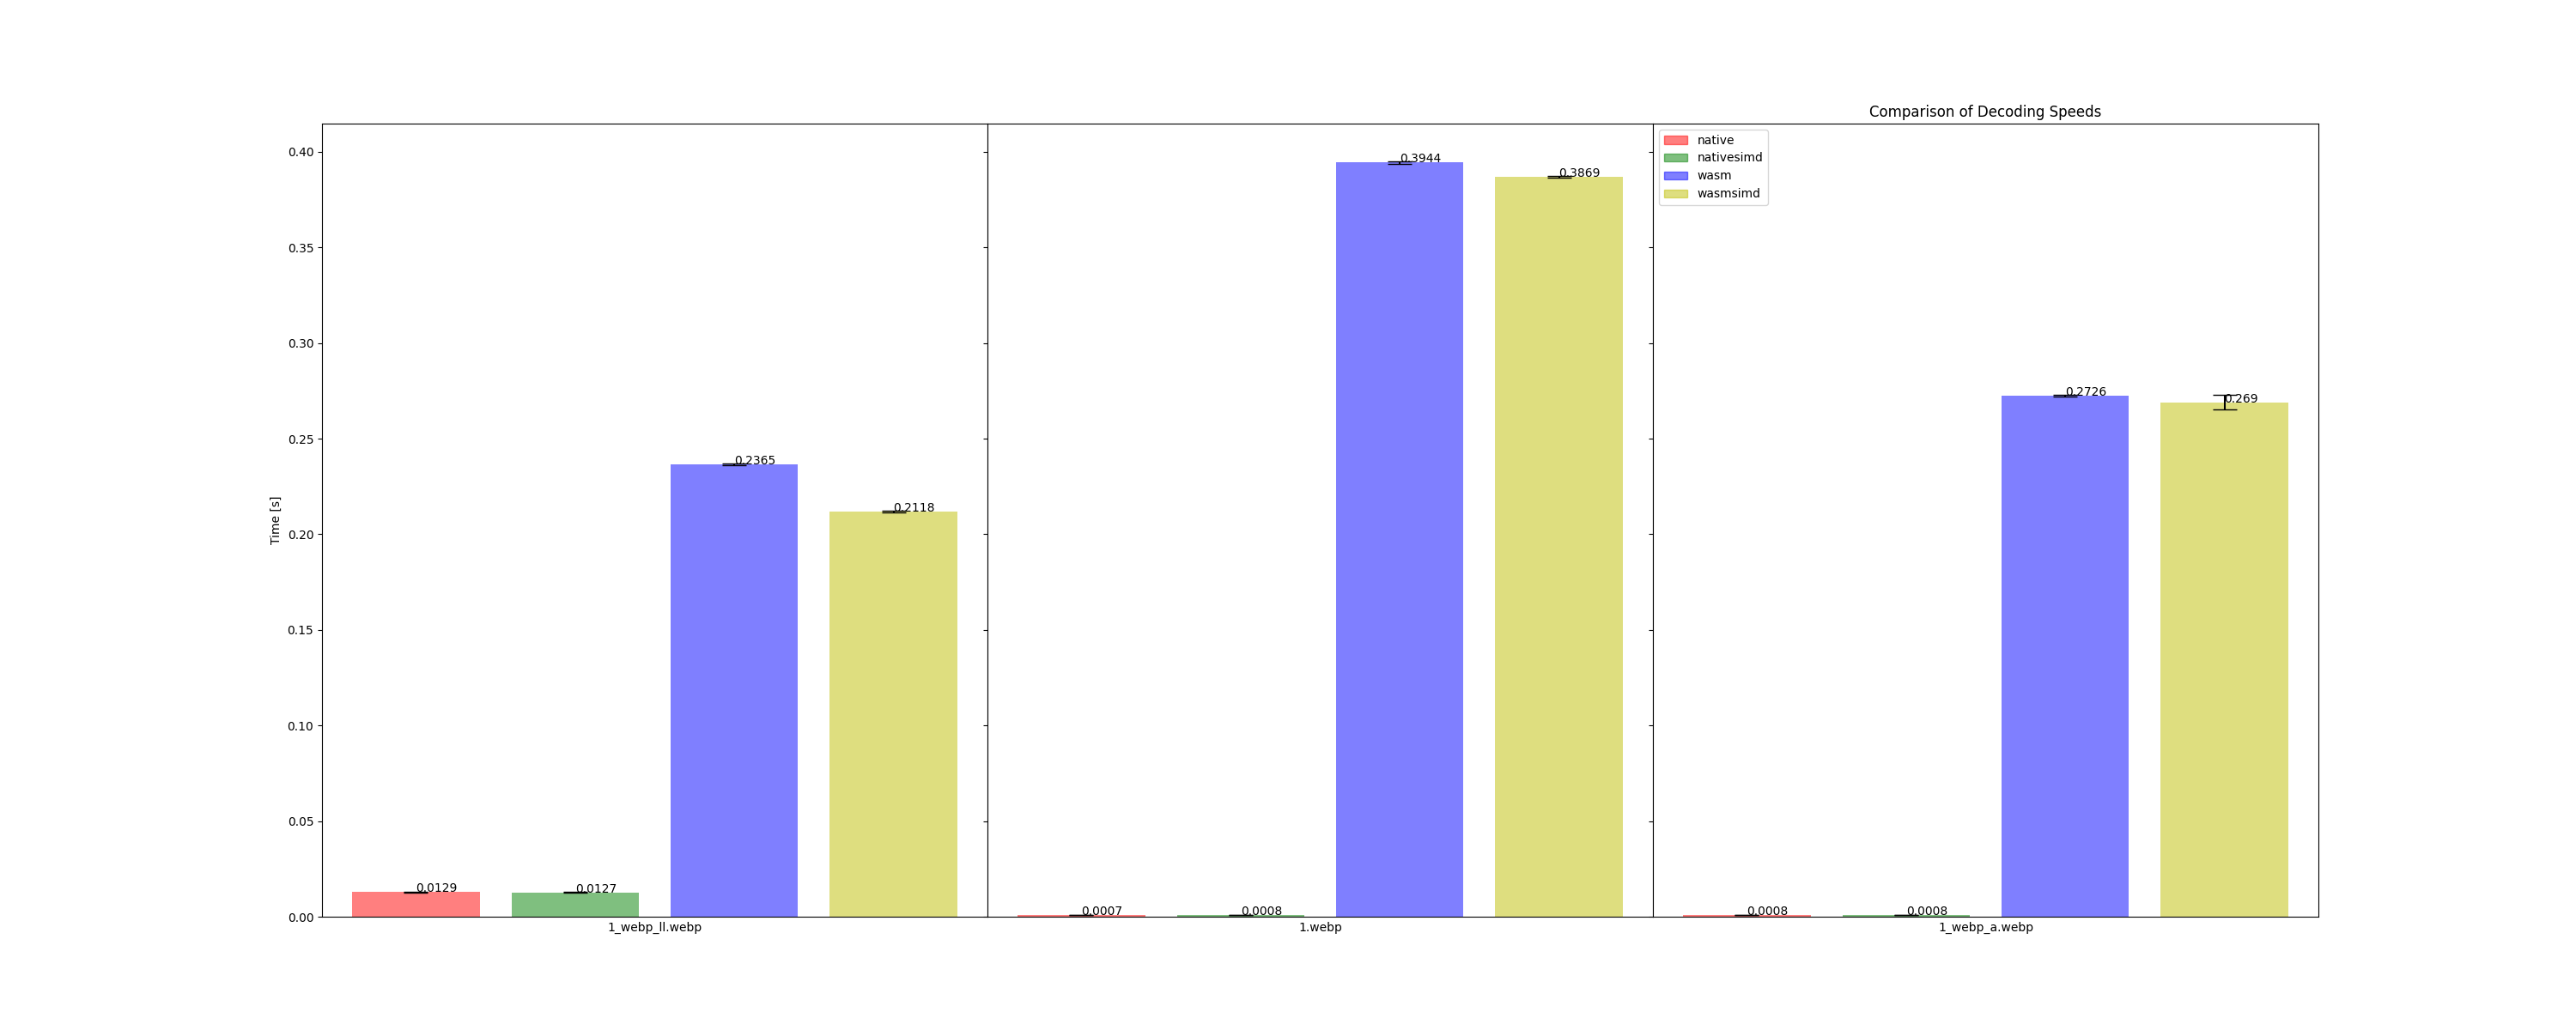 Comparison of Decoding Speeds
native
nativesimd
wasm
wasmsimd
Time [s]
0.40
0.35
0.30
0.25
0.20
0.15
0.10
0.05
0.00
0.0129
0.0127
0.2365
0.2118
1_webp_ll.webp
0.0007
0.0008
0.3944
0.3869
1.webp
0.0008
0.0008
0.2726
0.269
1_webp_a.webp